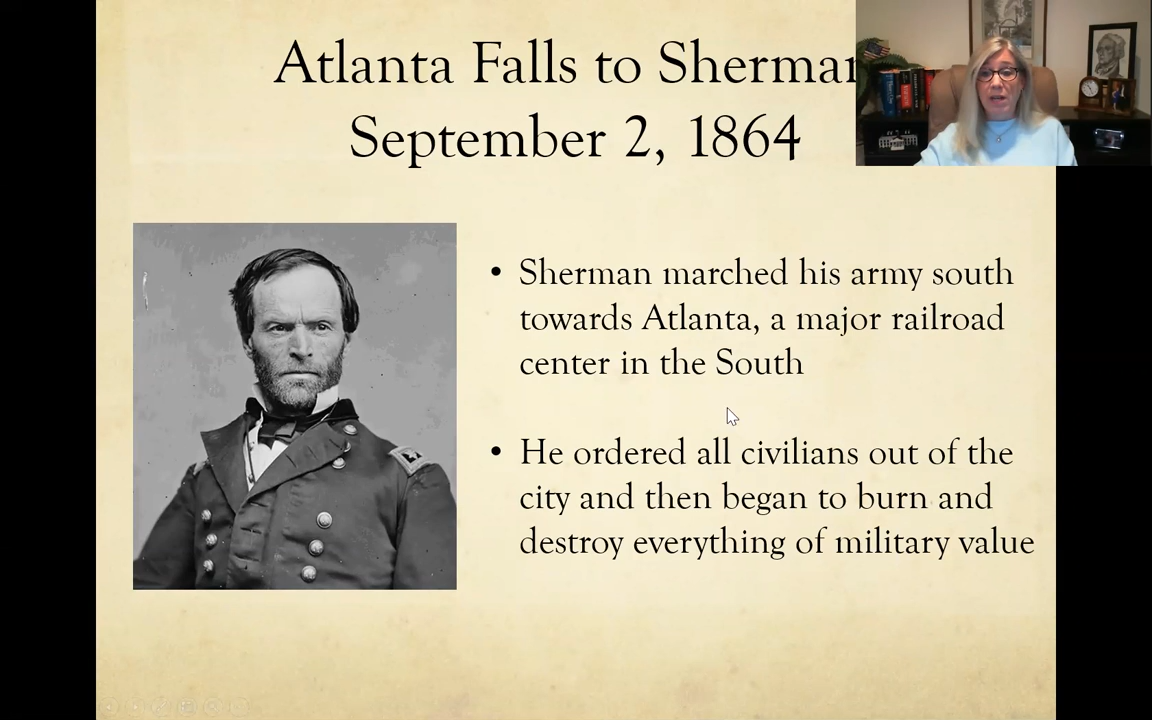 Atlanta Falls to Sherman
September 2, 1864
• Sherman marched his army south
towards Atlanta, a major railroad
center in the South
• He ordered all civilians out of the
city and then began to burn and
destroy everything of military value